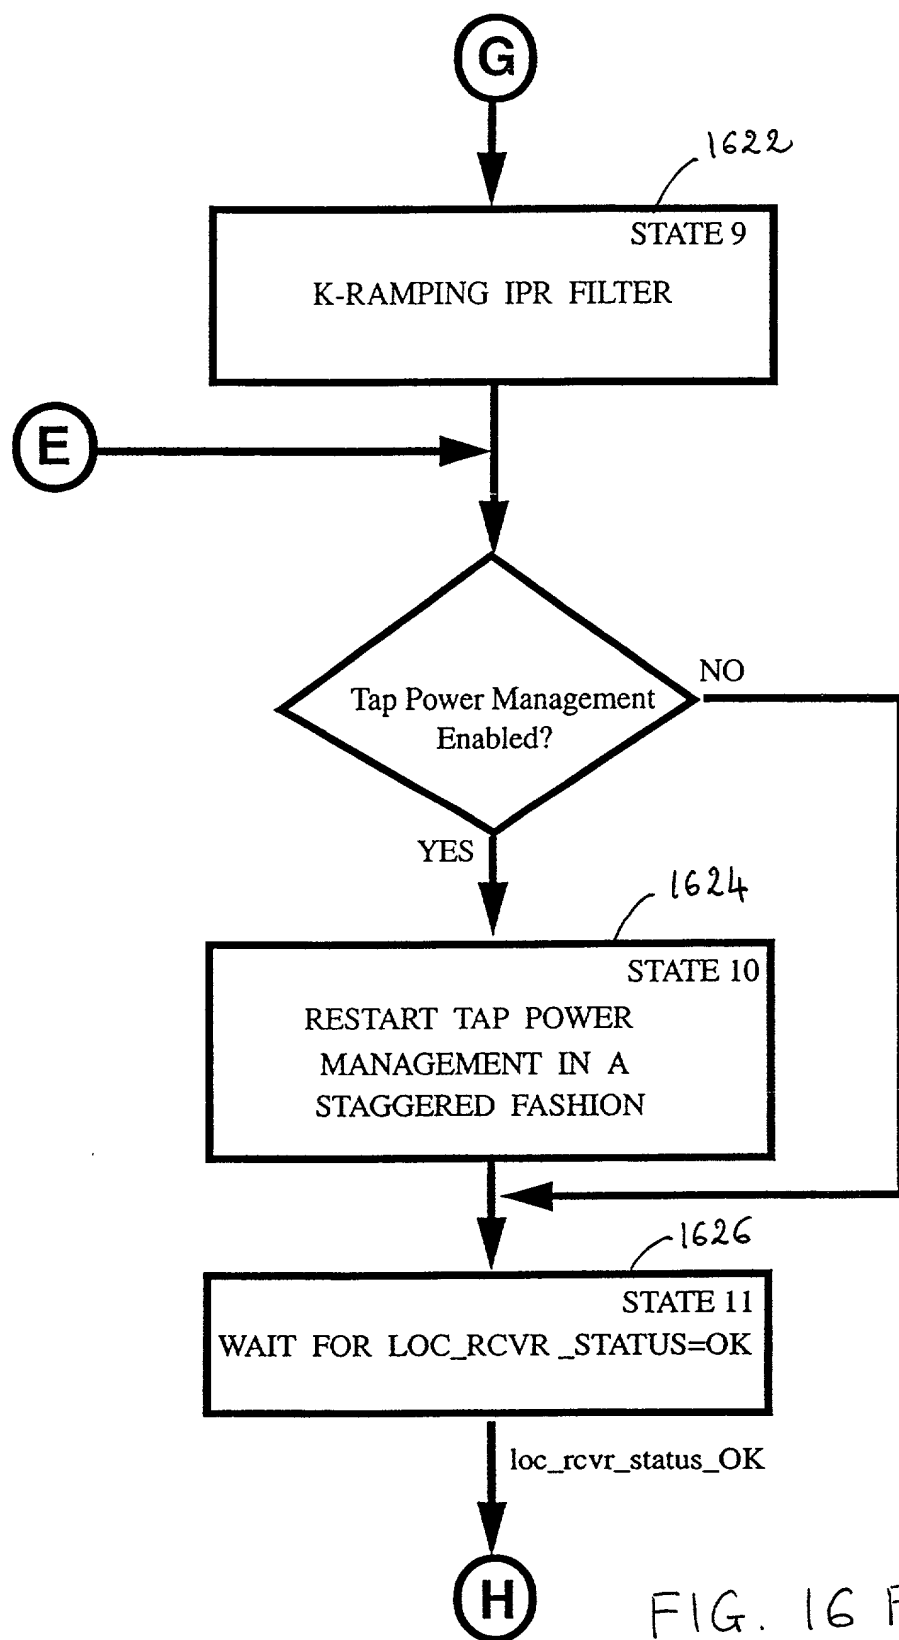 G
1622
STATE 9
K-RAMPING IPR FILTER
E
Tap Power Management
Enabled?
NO
YES
1624
STATE 10
RESTART TAP POWER
MANAGEMENT IN A
STAGGERED FASHION
1626
STATE 11
WAIT FOR LOC_RCVR_STATUS=OK
loc_rcvr_status_OK
H
FIG. 16